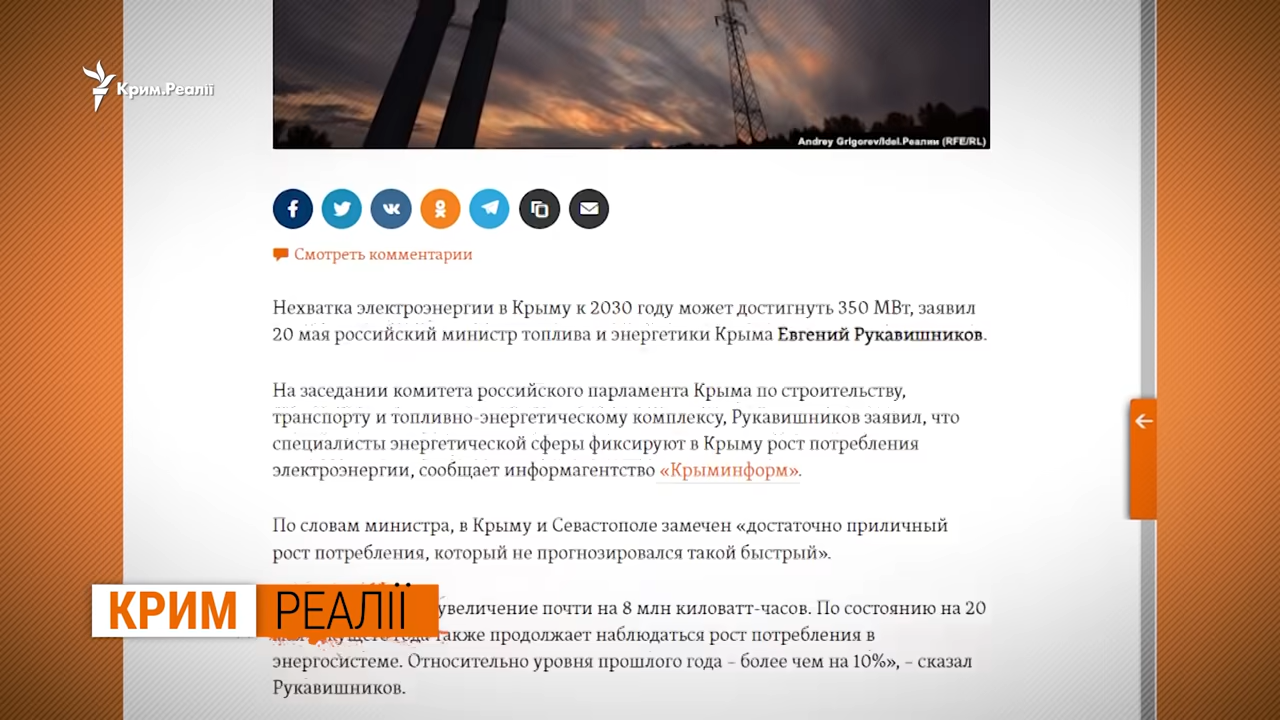 Крим.Реалії
Andrey Grigorev/Idel.Реалии (RFE/RL)
Смотреть комментарии
Нехватка электроэнергии в Крыму к 2030 году может достигнуть 350 МВт, заявил
20 мая российский министр топлива и энергетики Крыма Евгений Рукавишников.
На заседании комитета российского парламента Крыма по строительству,
транспорту и топливно-энергетическому комплексу, Рукавишников заявил, что
специалисты энергетической сферы фиксируют в Крыму рост потребления
электроэнергии, сообщает информагентство «Крыминформ».
По словам министра, в Крыму и Севастополе замечен «достаточно приличный
рост потребления, который не прогнозировался такой быстрый».
увеличение почти на 8 млн киловатт-часов. По состоянию на 20
также продолжает наблюдаться рост потребления в
энергосистеме. Относительно уровня прошлого года – более чем на 10%», – сказал
Рукавишников.
КРИМ РЕАЛІЇ